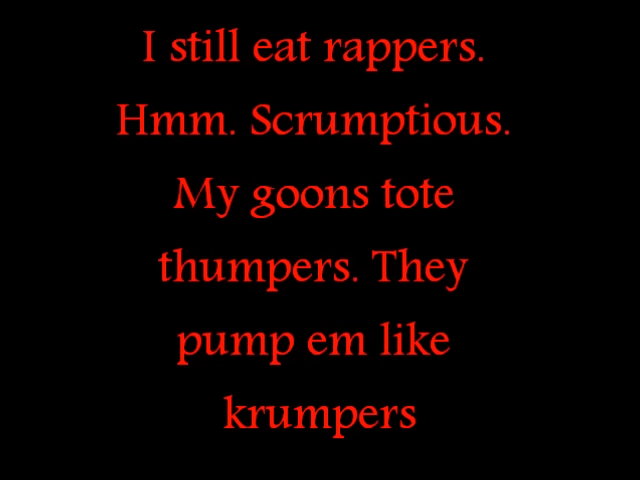 I still eat rappers.
Hmm. Scrumptious.
My goons tote
thumpers. They
pump em like
krumpers